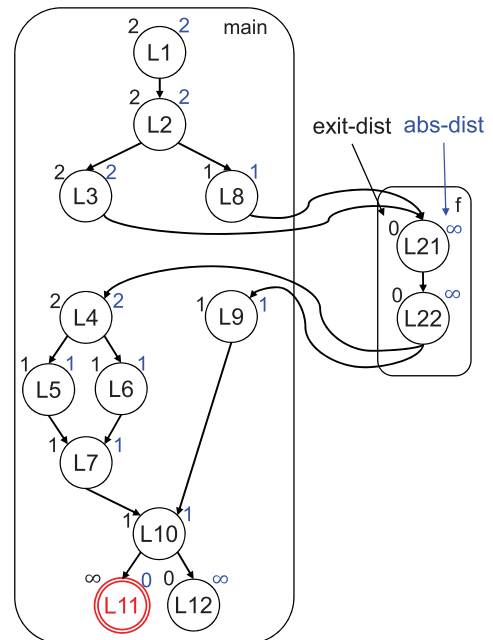 main
2 2
L1
2 2
L2
exit-dist abs-dist
2 2 1 1
L3 L8
f
0 ∞
L21
0 ∞
L22
2 2 1 1
L4 L9
1 1 1 1
L5 L6
1 1
L7
1 1
L10
∞ 0 0 ∞
L11 L12